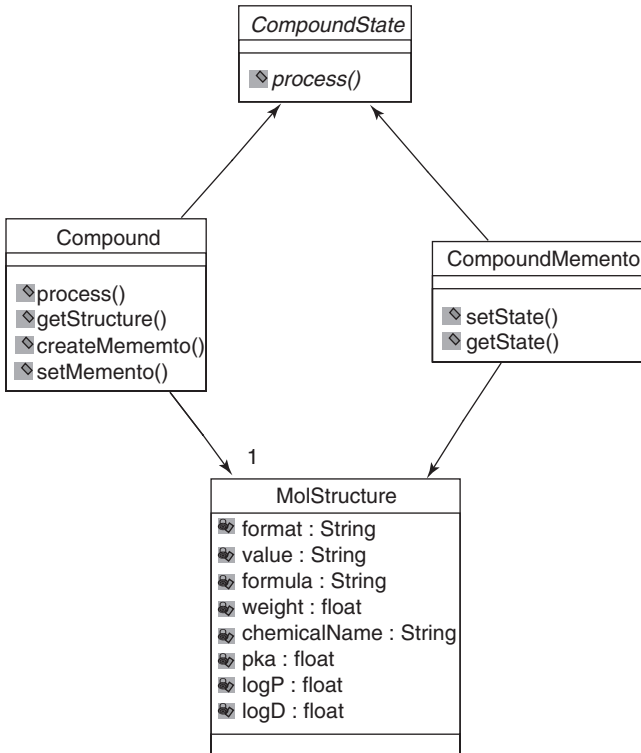 CompoundState
process()
Compound
process()
getStructure()
createMememto()
setMemento()
CompoundMemento
setState()
getState()
1
MolStructure
format : String
value : String
formula : String
weight : float
chemicalName : String
pka : float
logP : float
logD : float